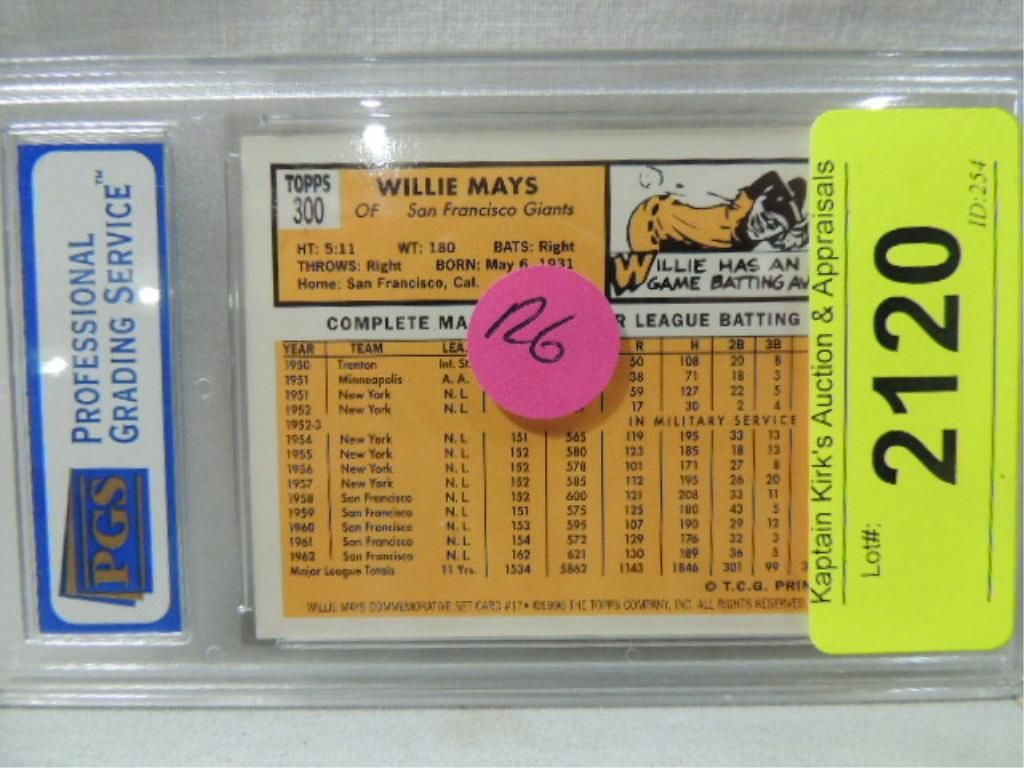 PROFESSIONAL
GRADING SERVICE™
PGS
TOPPS
300
WILLIE MAYS
OF San Francisco Giants
HT: 5:11 WT: 180 BATS: Right
THROWS: Right BORN: May 6, 1931
Home: San Francisco, Cal.
WILLIE HAS AN
GAME BATTING AV
126
COMPLETE MA R LEAGUE BATTING
YEAR TEAM LEA. R H 2B 3B
1950 Trenton Int. St. 50 108 20 8
1951 Minneapolis A. A. 38 71 18 3
1951 New York N. L. 59 127 22 5
1952 New York N. L. 17 30 2 4
1952-3 IN MILITARY SERVICE
1954 New York N. L. 151 565 119 195 33 13
1955 New York N. L. 152 580 123 185 18 13
1956 New York N. L. 152 578 101 171 27 8
1957 New York N. L. 152 585 112 195 26 20
1958 San Francisco N. L. 152 600 121 208 33 11
1959 San Francisco N. L. 151 575 125 180 43 5
1960 San Francisco N. L. 153 595 107 190 29 12
1961 San Francisco N. L. 154 572 129 176 32 3
1962 San Francisco N. L. 162 621 130 189 36 5
Major League Totals 11 Yrs. 1534 5862 1143 1846 301 99 3
© T.C.G. PRIN
WILLIE MAYS COMMEMORATIVE SET CARD #17 • ©1996 THE TOPPS COMPANY, INC. ALL RIGHTS RESERVED.
Kaptain Kirk's Auction & Appraisals
Lot#:
2120
ID:254